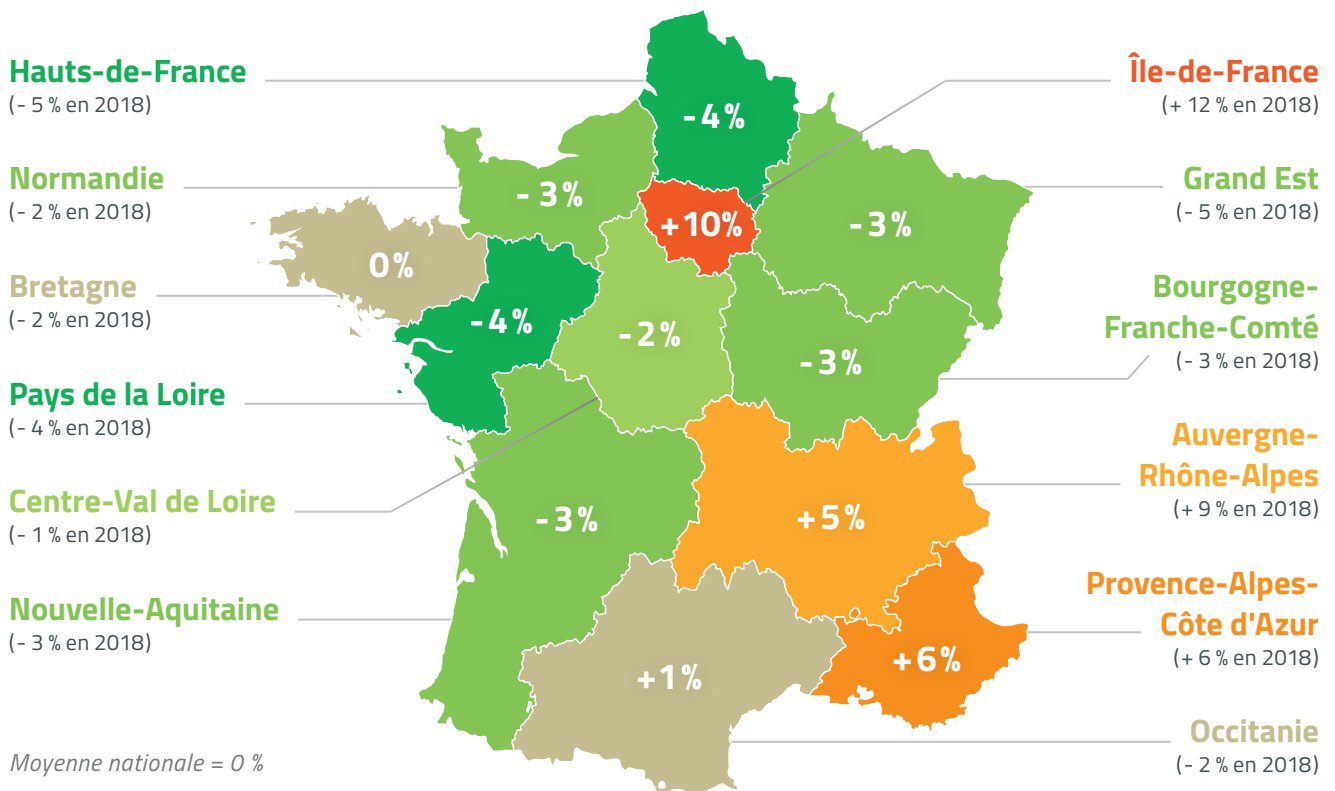 Hauts-de-France
(- 5 % en 2018)
Normandie
(- 2 % en 2018)
Bretagne
(- 2 % en 2018)
Pays de la Loire
(- 4 % en 2018)
Centre-Val de Loire
(- 1 % en 2018)
Nouvelle-Aquitaine
(- 3 % en 2018)
Moyenne nationale = 0 %
- 4 %
- 3 %
+10%
- 3 %
0 %
- 4 %
- 2 %
- 3 %
- 3 %
+ 5 %
+ 6 %
+ 1 %
Île-de-France
(+ 12 % en 2018)
Grand Est
(- 5 % en 2018)
Bourgogne-
Franche-Comté
(- 3 % en 2018)
Auvergne-
Rhône-Alpes
(+ 9 % en 2018)
Provence-Alpes-
Côte d'Azur
(+ 6 % en 2018)
Occitanie
(- 2 % en 2018)